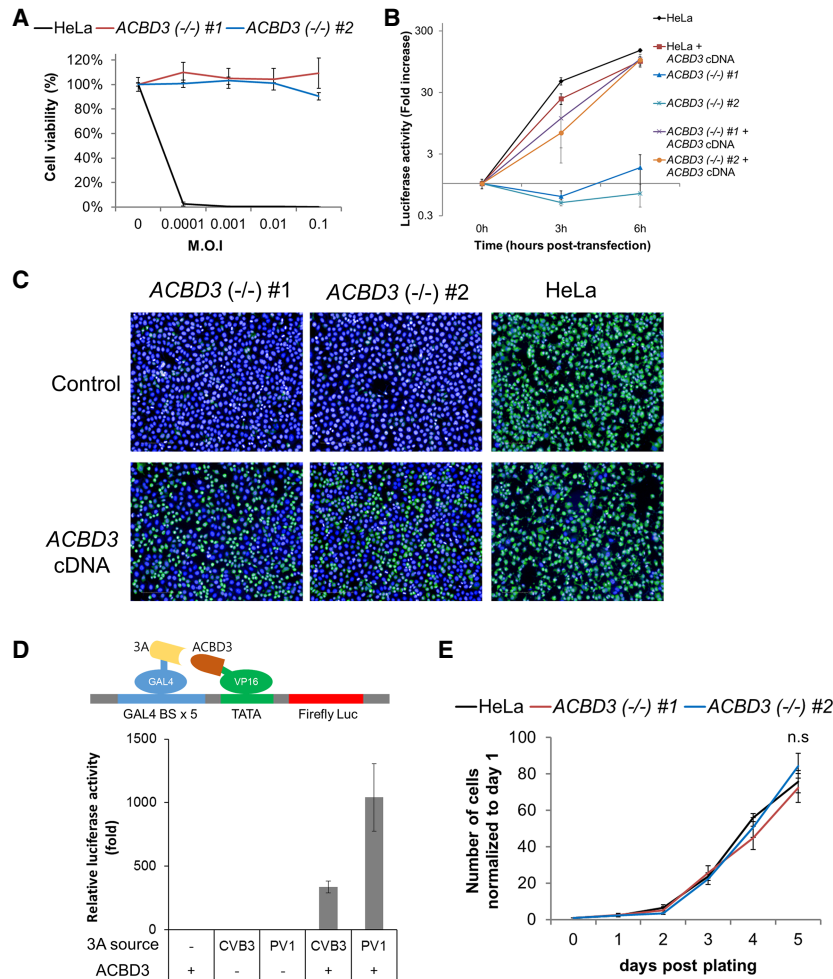 A
HeLa
ACBD3 (-/-) #1
ACBD3 (-/-) #2
Cell viability (%)
120%
100%
80%
60%
40%
20%
0%
0
0.0001
0.001
0.01
0.1
M.O.I
B
Luciferase activity (Fold increase)
300
30
3
0.3
0h
3h
6h
Time (hours post-transfection)
HeLa
HeLa +
ACBD3 cDNA
ACBD3 (-/-) #1
ACBD3 (-/-) #2
ACBD3 (-/-) #1 +
ACBD3 cDNA
ACBD3 (-/-) #2 +
ACBD3 cDNA
C
ACBD3 (-/-) #1
ACBD3 (-/-) #2
HeLa
Control
ACBD3
cDNA
D
3A
ACBD3
GAL4
VP16
GAL4 BS x 5
TATA
Firefly Luc
Relative luciferase activity
(fold)
1500
1000
500
0
3A source
-
CVB3
PV1
CVB3
PV1
ACBD3
+
-
-
+
+
E
HeLa
ACBD3 (-/-) #1
ACBD3 (-/-) #2
n.s
Number of cells
normalized to day 1
100
80
60
40
20
0
0
1
2
3
4
5
days post plating